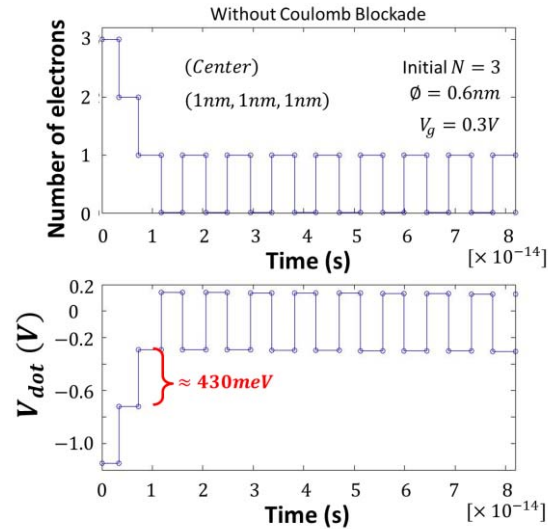 Without Coulomb Blockade
Number of electrons
3
2
1
0
(Center)
(1nm, 1nm, 1nm)
Initial N = 3
∅ = 0.6nm
V_g = 0.3V
0 1 2 3 4 5 6 7 8
Time (s)
[× 10^{-14}]
V_{dot} (V)
0.2
0
−0.2
−0.6
−1.0
≈ 430meV
0 1 2 3 4 5 6 7 8
Time (s)
[× 10^{-14}]